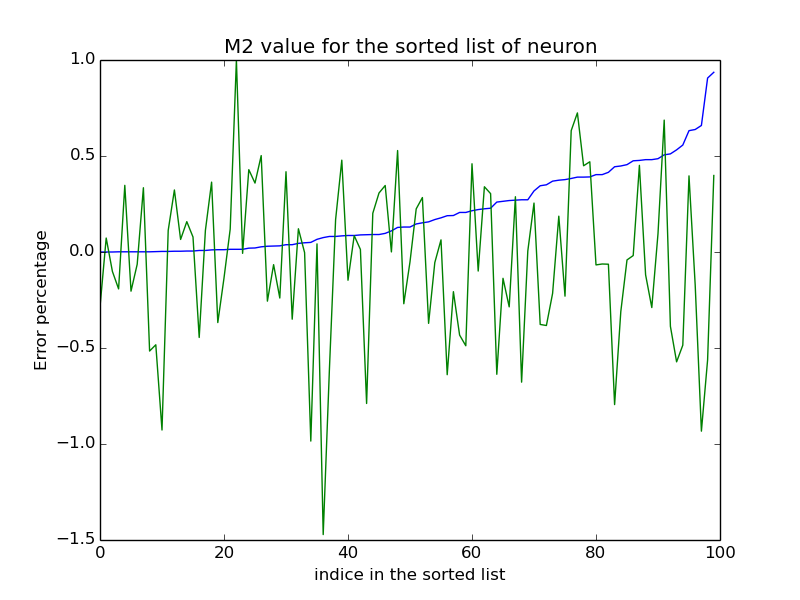 M2 value for the sorted list of neuron
1.0
0.5
0.0
−0.5
−1.0
−1.5
Error percentage
0 20 40 60 80 100
indice in the sorted list